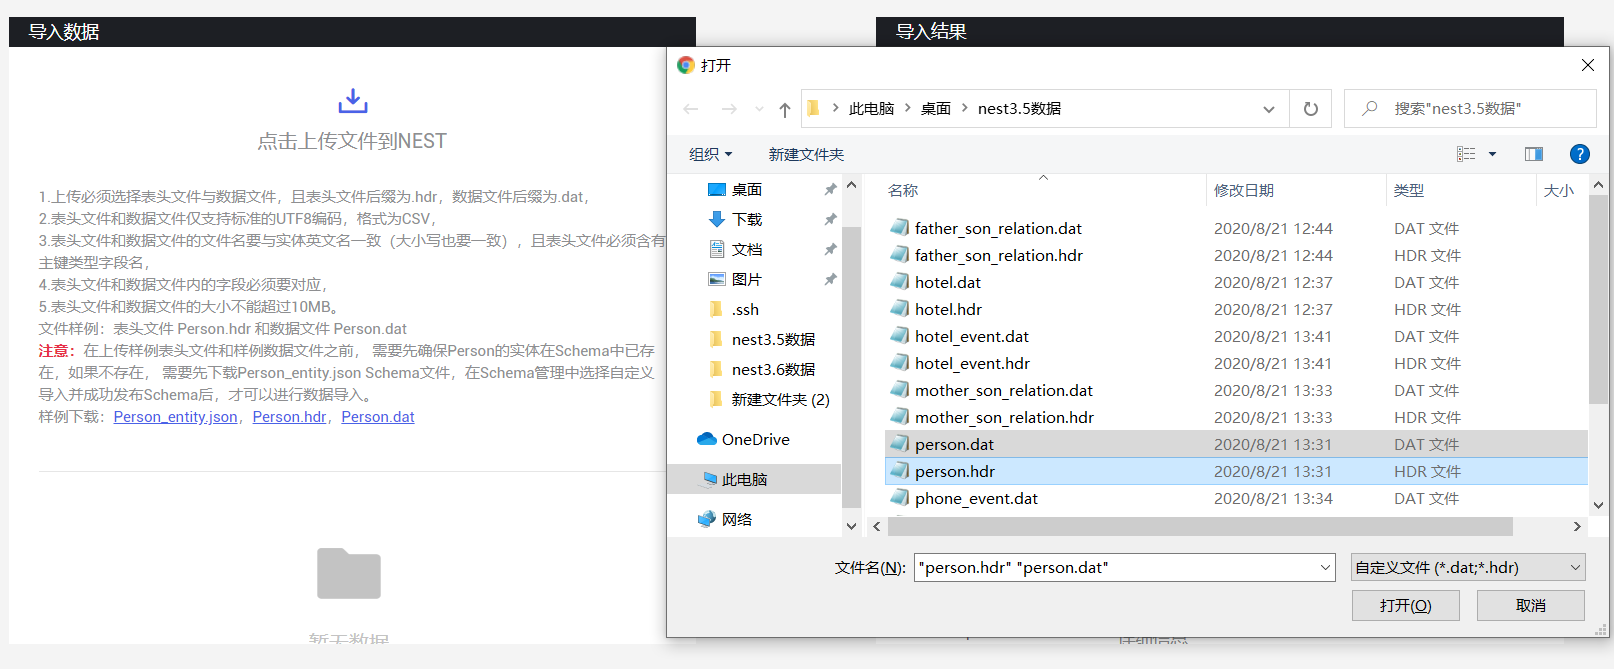 导入数据
点击上传文件到NEST
1.上传必须选择表头文件与数据文件，且表头文件后缀为.hdr，数据文件后缀为.dat，
2.表头文件和数据文件仅支持标准的UTF8编码，格式为CSV，
3.表头文件和数据文件的文件名要与实体英文名一致（大小写也要一致），且表头文件必须含有
主键类型字段名，
4.表头文件和数据文件内的字段必须要对应，
5.表头文件和数据文件的大小不能超过10MB。
文件样例：表头文件 Person.hdr 和数据文件 Person.dat
注意：在上传样例表头文件和样例数据文件之前， 需要先确保Person的实体在Schema中已存
在，如果不存在， 需要先下载Person_entity.json Schema文件，在Schema管理中选择自定义
导入并成功发布Schema后，才可以进行数据导入。
样例下载：Person_entity.json，Person.hdr，Person.dat
暂无数据
导入结果
打开
此电脑 桌面 nest3.5数据
搜索"nest3.5数据"
组织 新建文件夹
桌面
下载
文档
图片
.ssh
nest3.5数据
nest3.6数据
新建文件夹 (2)
OneDrive
此电脑
网络
名称 修改日期 类型 大小
father_son_relation.dat 2020/8/21 12:44 DAT 文件
father_son_relation.hdr 2020/8/21 12:44 HDR 文件
hotel.dat 2020/8/21 12:37 DAT 文件
hotel.hdr 2020/8/21 12:37 HDR 文件
hotel_event.dat 2020/8/21 13:41 DAT 文件
hotel_event.hdr 2020/8/21 13:41 HDR 文件
mother_son_relation.dat 2020/8/21 13:33 DAT 文件
mother_son_relation.hdr 2020/8/21 13:33 HDR 文件
person.dat 2020/8/21 13:31 DAT 文件
person.hdr 2020/8/21 13:31 HDR 文件
phone_event.dat 2020/8/21 13:34 DAT 文件
文件名(N): "person.hdr" "person.dat" 自定义文件 (*.dat;*.hdr)
打开(O) 取消
详细信息